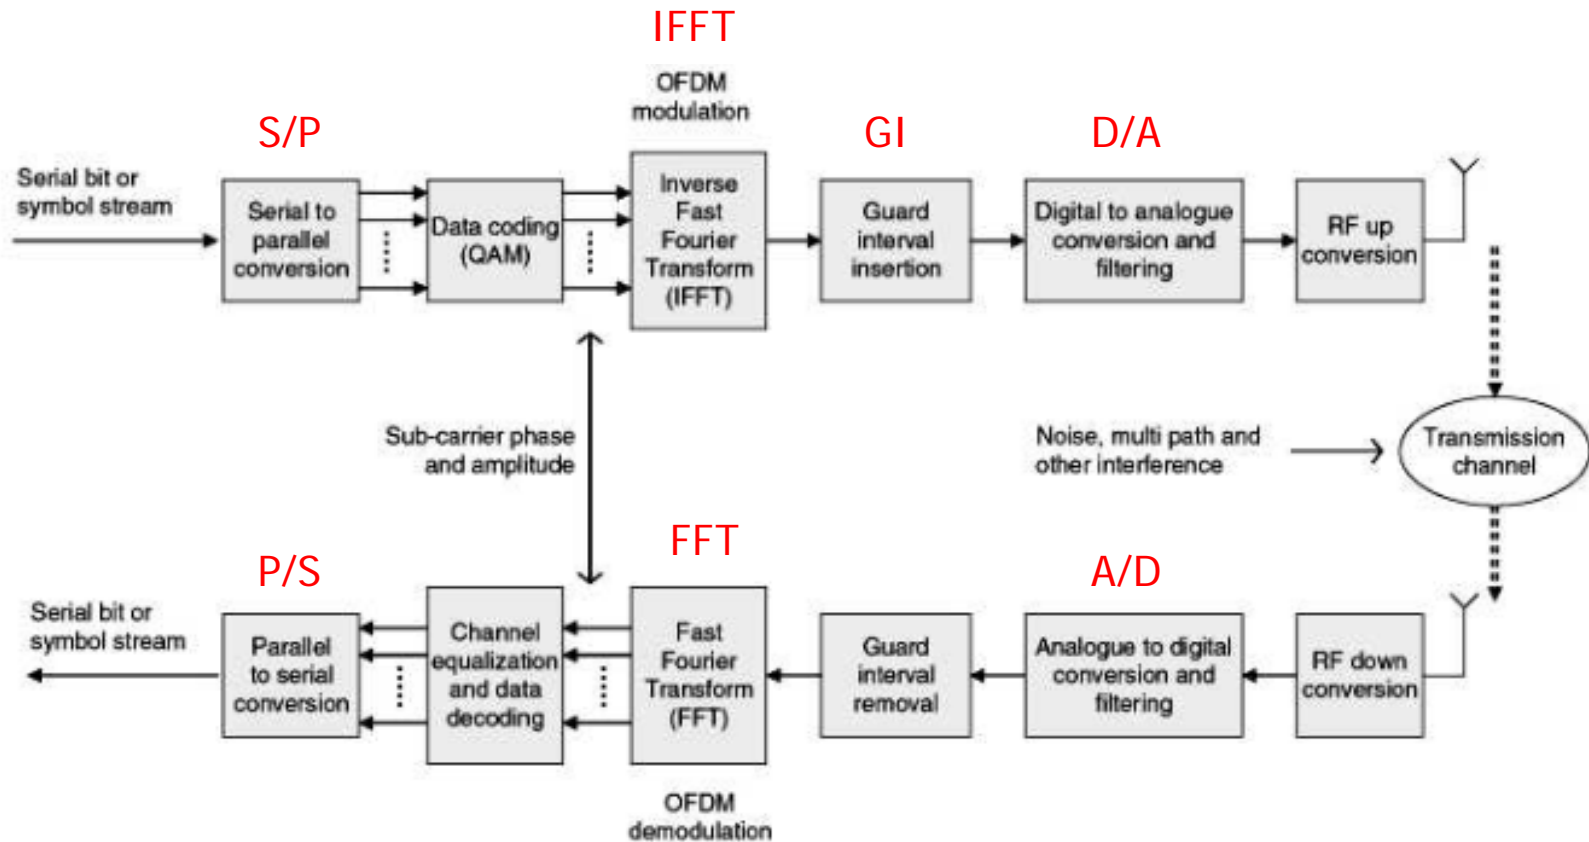 IFFT
OFDM
modulation
S/P
GI
D/A
Serial bit or
symbol stream
Serial to
parallel
conversion
Data coding
(QAM)
Inverse
Fast
Fourier
Transform
(IFFT)
Guard
interval
insertion
Digital to analogue
conversion and
filtering
RF up
conversion
Sub-carrier phase
and amplitude
Noise, multi path and
other interference
Transmission
channel
P/S
FFT
A/D
Serial bit or
symbol stream
Parallel
to serial
conversion
Channel
equalization
and data
decoding
Fast
Fourier
Transform
(FFT)
Guard
interval
removal
Analogue to digital
conversion and
filtering
RF down
conversion
OFDM
demodulation